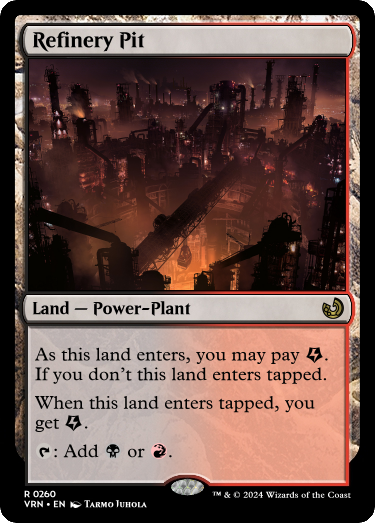 Refinery Pit
Land — Power-Plant
As this land enters, you may pay .
If you don't this land enters tapped.
When this land enters tapped, you
get .
: Add or .
R 0260
VRN • EN Tarmo Juhola
™ & © 2024 Wizards of the Coast